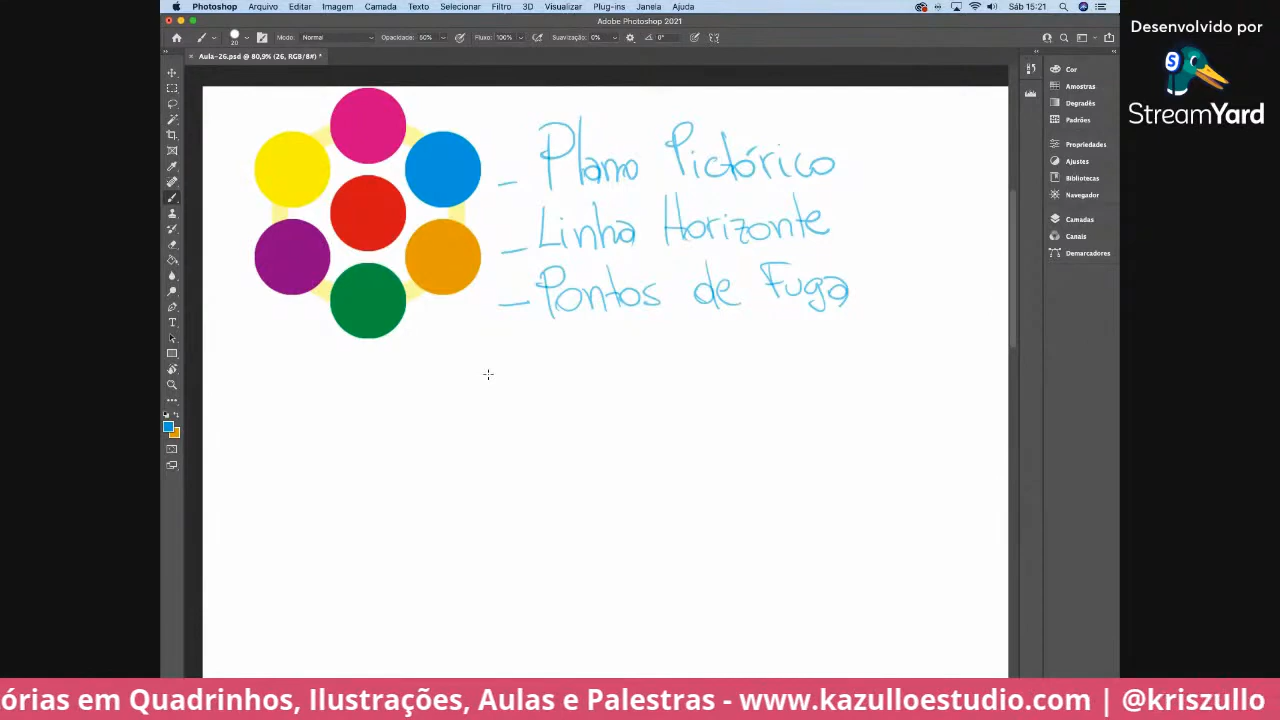 Photoshop Arquivo Editar Imagem Camada Texto Selecionar Filtro 3D Visualizar Plug-ins Janela Ajuda Sáb 15:21
Adobe Photoshop 2021
20 Modo: Normal Opacidade: 50% Fluxo: 100% Suavização: 0% 0°
Aula-26.psd @ 80,9% (26, RGB/8#) *
Desenvolvido por
S
StreamYard
Cor
Amostras
Degradês
Padrões
Propriedades
Ajustes
Bibliotecas
Navegador
Camadas
Canais
Demarcadores
- Plano Pictórico
- Linha Horizonte
- Pontos de Fuga
órias em Quadrinhos, Ilustrações, Aulas e Palestras - www.kazulloestudio.com | @kriszullo